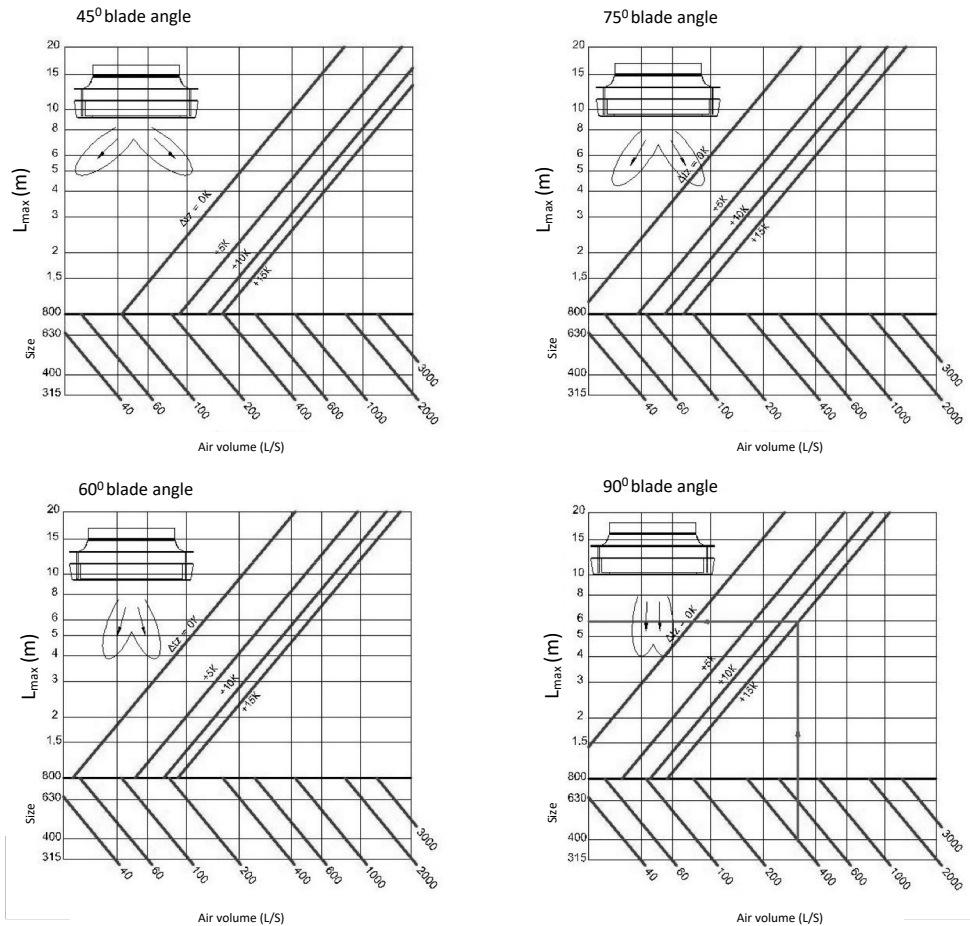 45⁰ blade angle
20
15
10
8
6
5
4
3
2
1,5
Lmax (m)
Δtz = 0K
+5K
+10K
+15K
800
630
400
315
Size
40
60
100
200
400
600
1000
2000
3000
Air volume (L/S)
75⁰ blade angle
20
15
10
8
6
5
4
3
2
1,5
Lmax (m)
Δtz = 0K
+5K
+10K
+15K
800
630
400
315
Size
40
60
100
200
400
600
1000
2000
3000
Air volume (L/S)
60⁰ blade angle
20
15
10
8
6
5
4
3
2
1.5
Lmax (m)
Δtz = 0K
+5K
+10K
+15K
800
630
400
315
Size
40
60
100
200
400
600
1000
2000
3000
Air volume (L/S)
90⁰ blade angle
20
15
10
8
6
5
4
3
2
1.5
Lmax (m)
Δtz = 0K
+5K
+10K
+15K
800
630
400
315
Size
40
60
100
200
400
600
1000
2000
3000
Air volume (L/S)